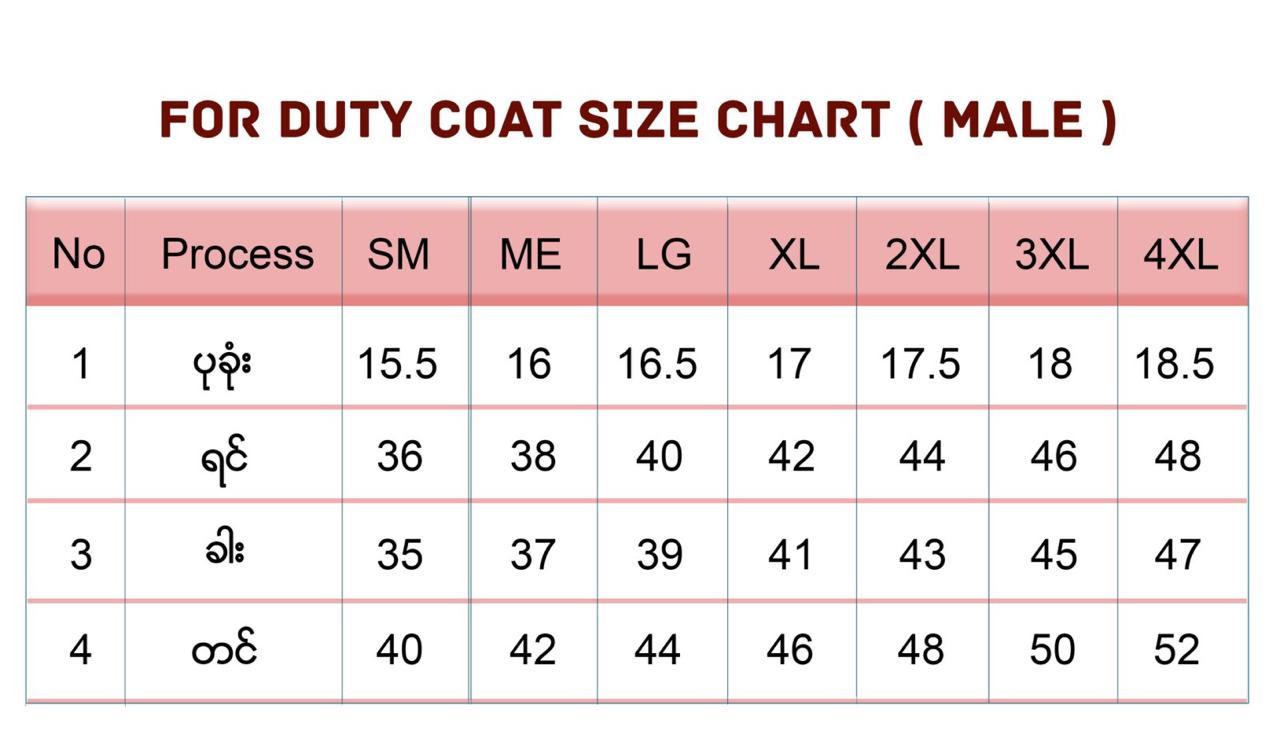 FOR DUTY COAT SIZE CHART ( MALE )
No Process SM ME LG XL 2XL 3XL 4XL
1 ပုခုံး 15.5 16 16.5 17 17.5 18 18.5
2 ရင် 36 38 40 42 44 46 48
3 ခါး 35 37 39 41 43 45 47
4 တင် 40 42 44 46 48 50 52